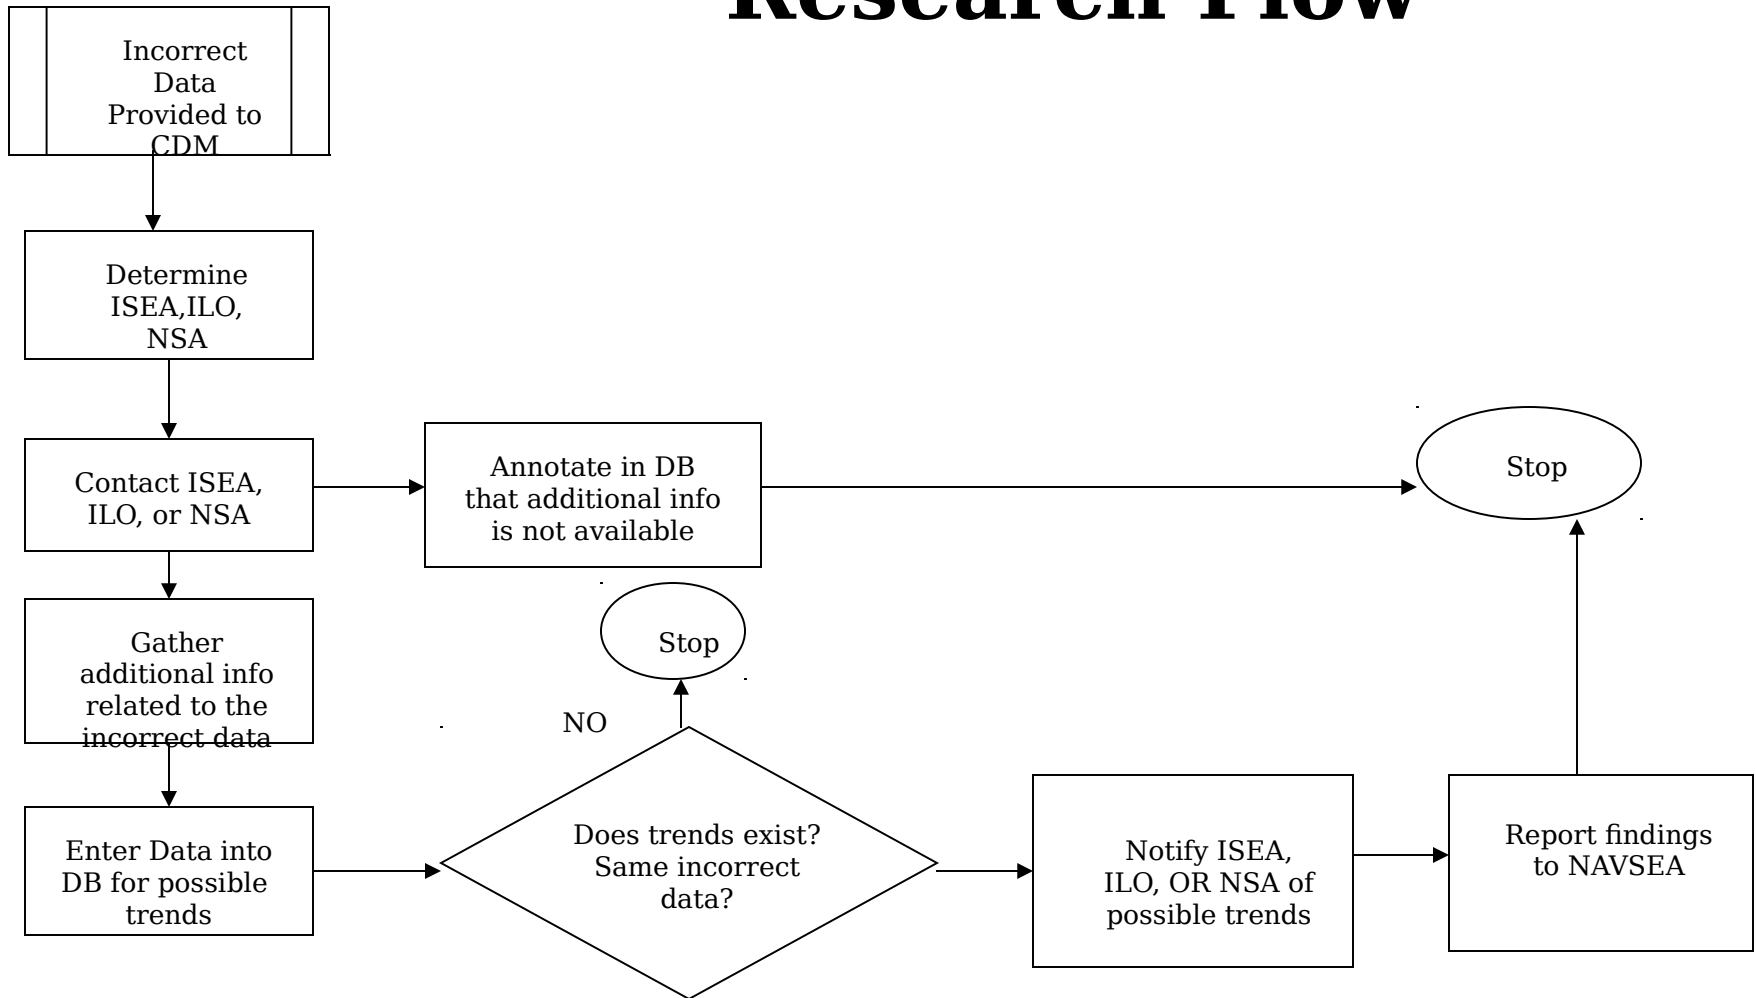 Research Flow
Incorrect
Data
Provided to
CDM
Determine
ISEA,ILO,
NSA
Contact ISEA,
ILO, or NSA
Annotate in DB
that additional info
is not available
Stop
Gather
additional info
related to the
incorrect data
Stop
NO
Enter Data into
DB for possible
trends
Does trends exist?
Same incorrect
data?
Notify ISEA,
ILO, OR NSA of
possible trends
Report findings
to NAVSEA